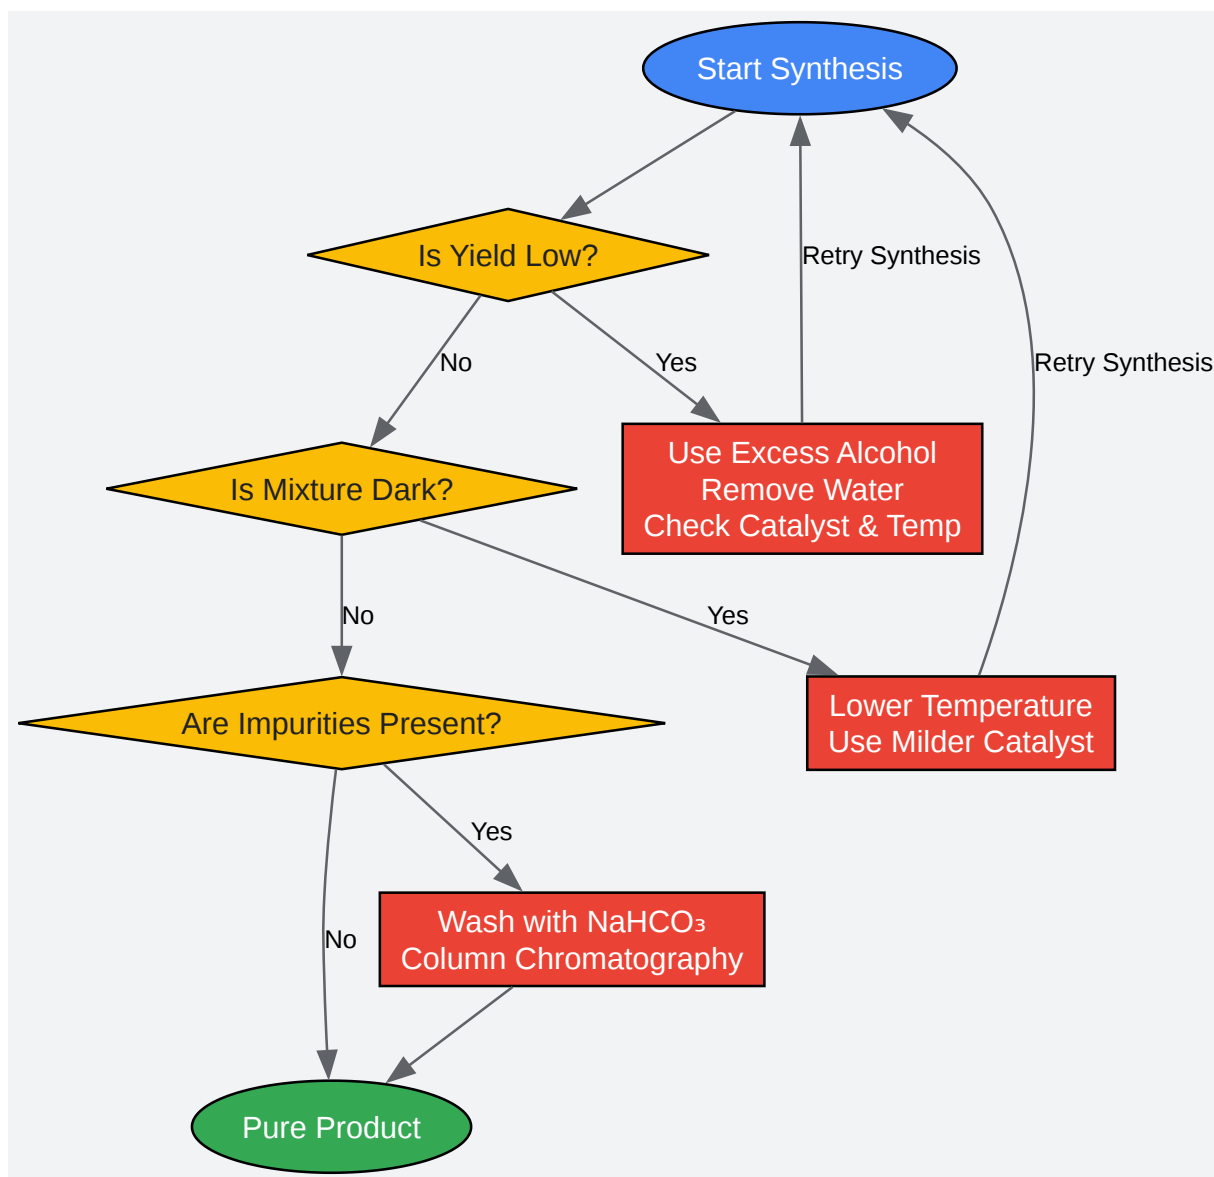 Start Synthesis
Is Yield Low?
Retry Synthesis
No
Yes
Retry Synthesis
Use Excess Alcohol
Remove Water
Check Catalyst & Temp
Is Mixture Dark?
No
Yes
Are Impurities Present?
Lower Temperature
Use Milder Catalyst
Yes
No
Wash with NaHCO₃
Column Chromatography
Pure Product